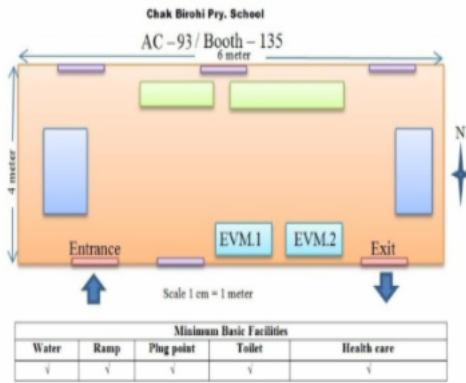 Chak Birohi Pry. School
AC – 93/ Booth – 135
6 meter
4 meter
N
EVM.1 EVM.2
Entrance Exit
Scale 1 cm = 1 meter
Minimum Basic Facilities
Water Ramp Plug point Toilet Health care
√ √ √ √ √